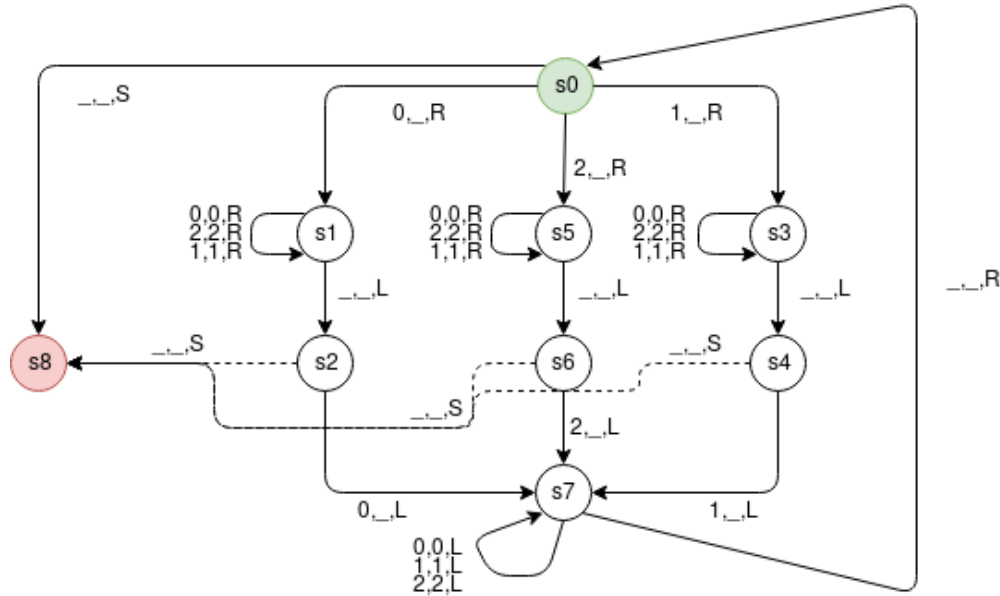 s0
_,_,S
0,_,R
1,_,R
2,_,R
0,0,R
2,2,R
1,1,R
s1
0,0,R
2,2,R
1,1,R
s5
0,0,R
2,2,R
1,1,R
s3
_,_,R
_,_,L
_,_,L
_,_,L
_,_,S
_,_,S
s8
s2
s6
s4
_,_,S
2,_,L
s7
0,_,L
1,_,L
0,0,L
1,1,L
2,2,L